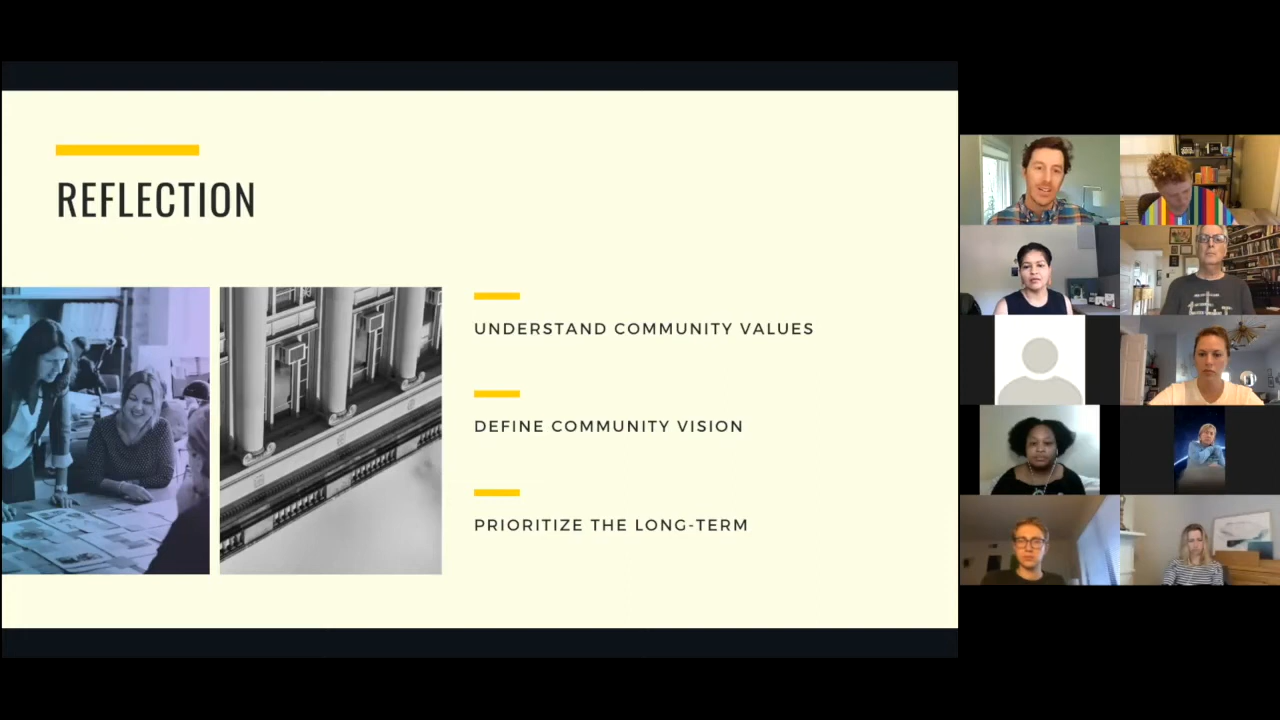 REFLECTION
UNDERSTAND COMMUNITY VALUES
DEFINE COMMUNITY VISION
PRIORITIZE THE LONG-TERM